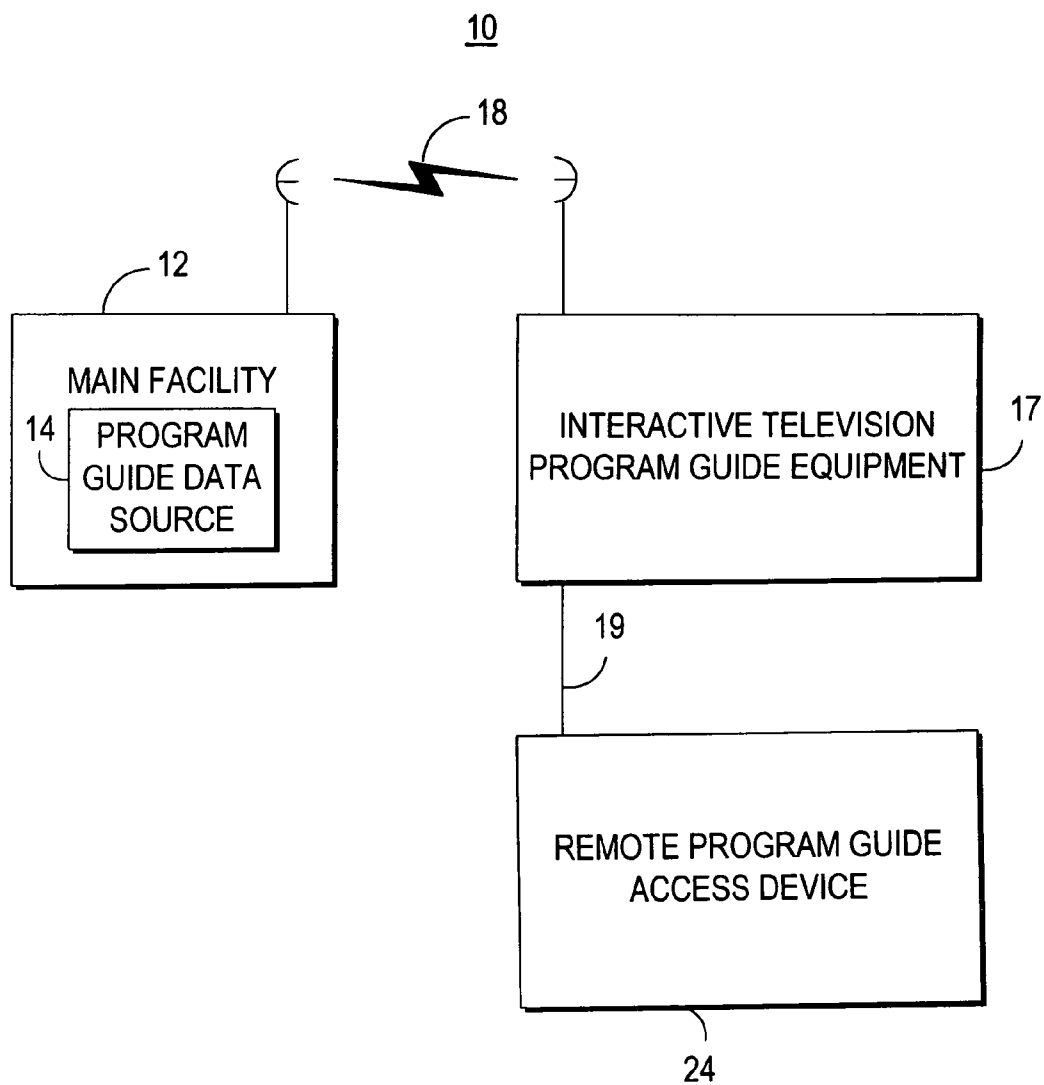 10
18
12
MAIN FACILITY
14
PROGRAM
GUIDE DATA
SOURCE
INTERACTIVE TELEVISION
PROGRAM GUIDE EQUIPMENT
17
19
REMOTE PROGRAM GUIDE
ACCESS DEVICE
24